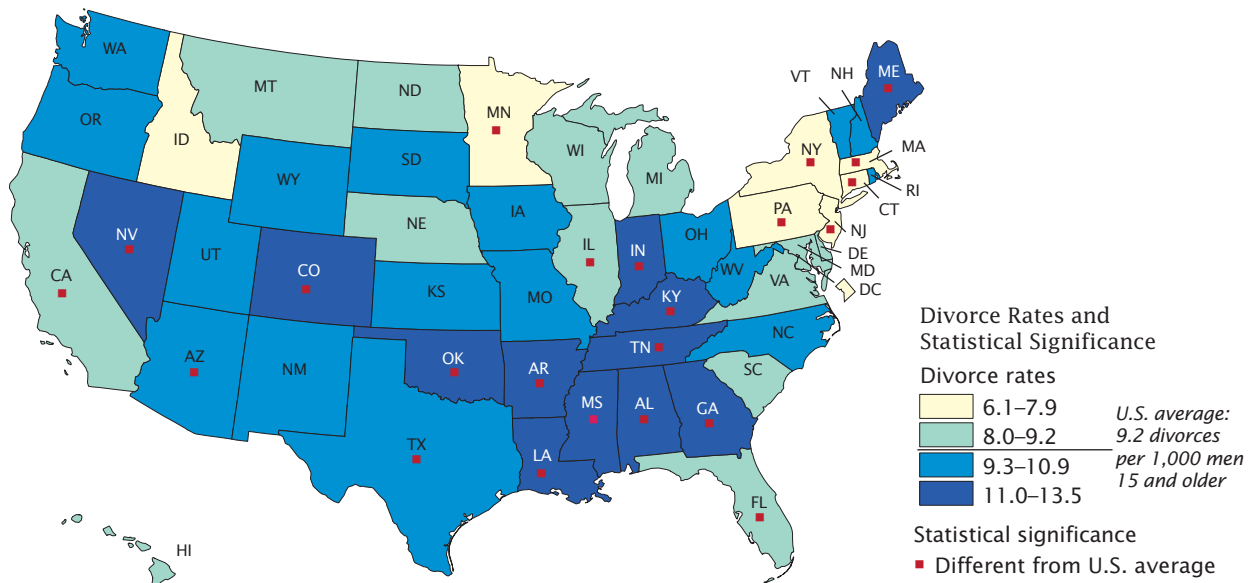 WA
MT
ND
MN
VT
NH
ME
OR
ID
WI
NY
MA
SD
MI
WY
RI
IA
CT
PA
NE
NJ
NV
IL
IN
OH
DE
UT
CA
CO
WV
MD
VA
DC
KS
MO
KY
NC
TN
AZ
OK
NM
AR
SC
MS
AL
GA
TX
LA
FL
HI
Divorce Rates and
Statistical Significance
Divorce rates
6.1–7.9
8.0–9.2
9.3–10.9
11.0–13.5
U.S. average:
9.2 divorces
per 1,000 men
15 and older
Statistical significance
Different from U.S. average